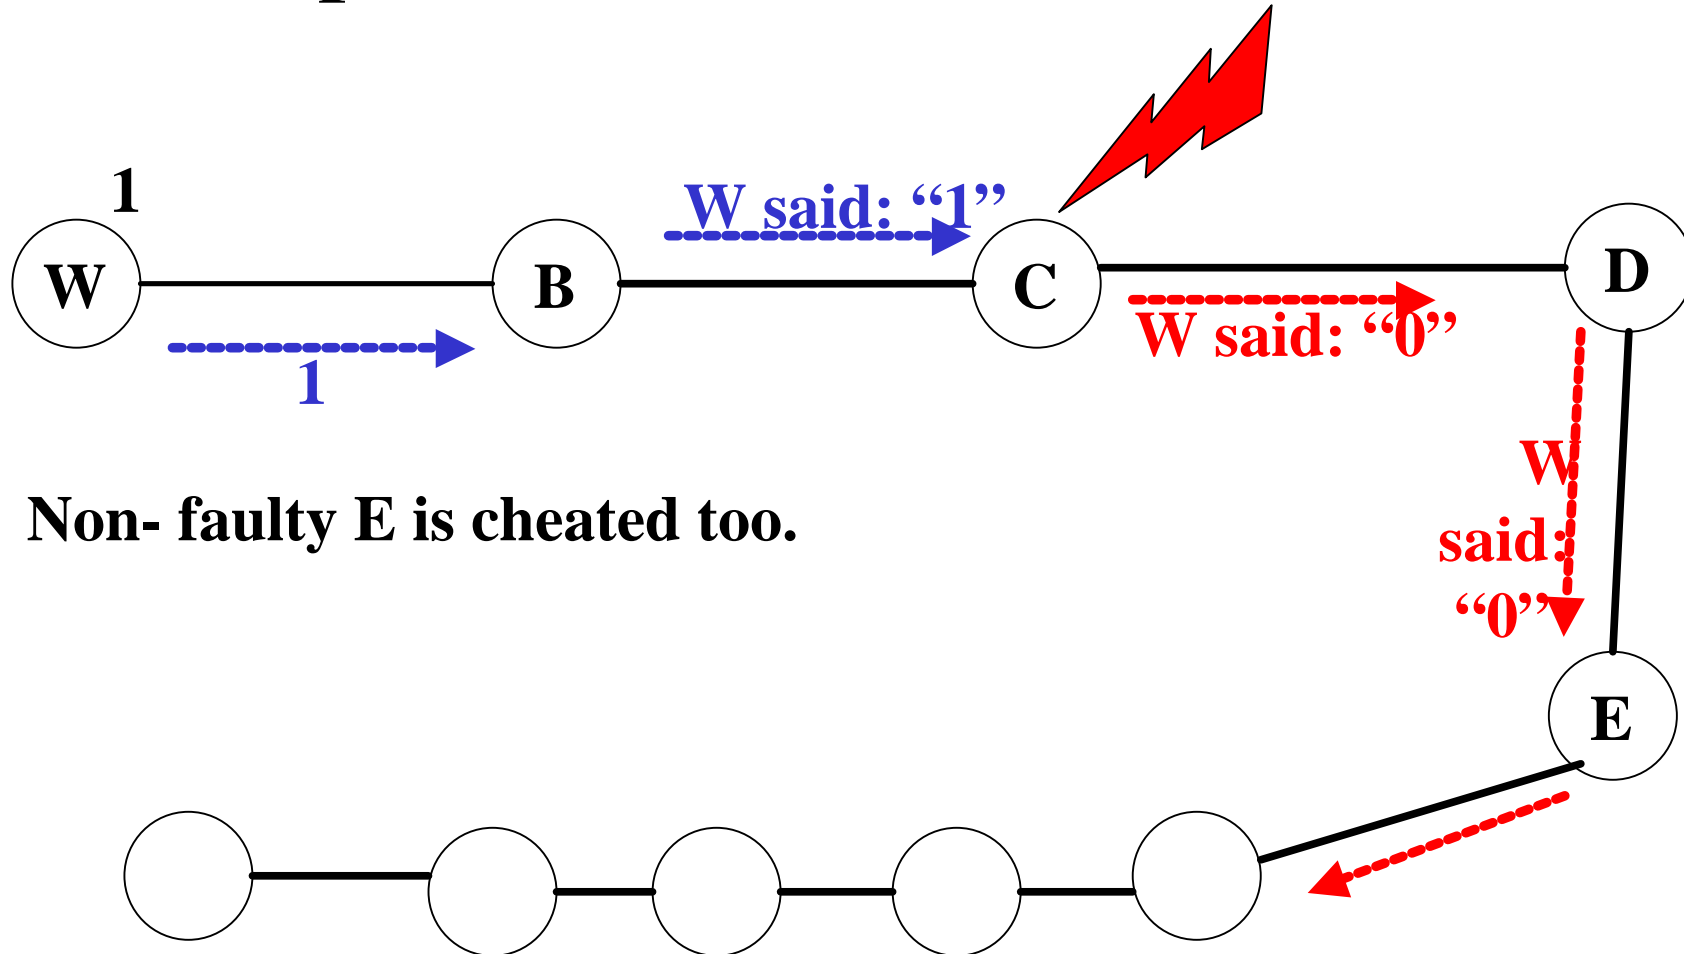 1
W said: “1”
W
B
C
D
W said: “0”
1
W
said:
“0”
Non- faulty E is cheated too.
E